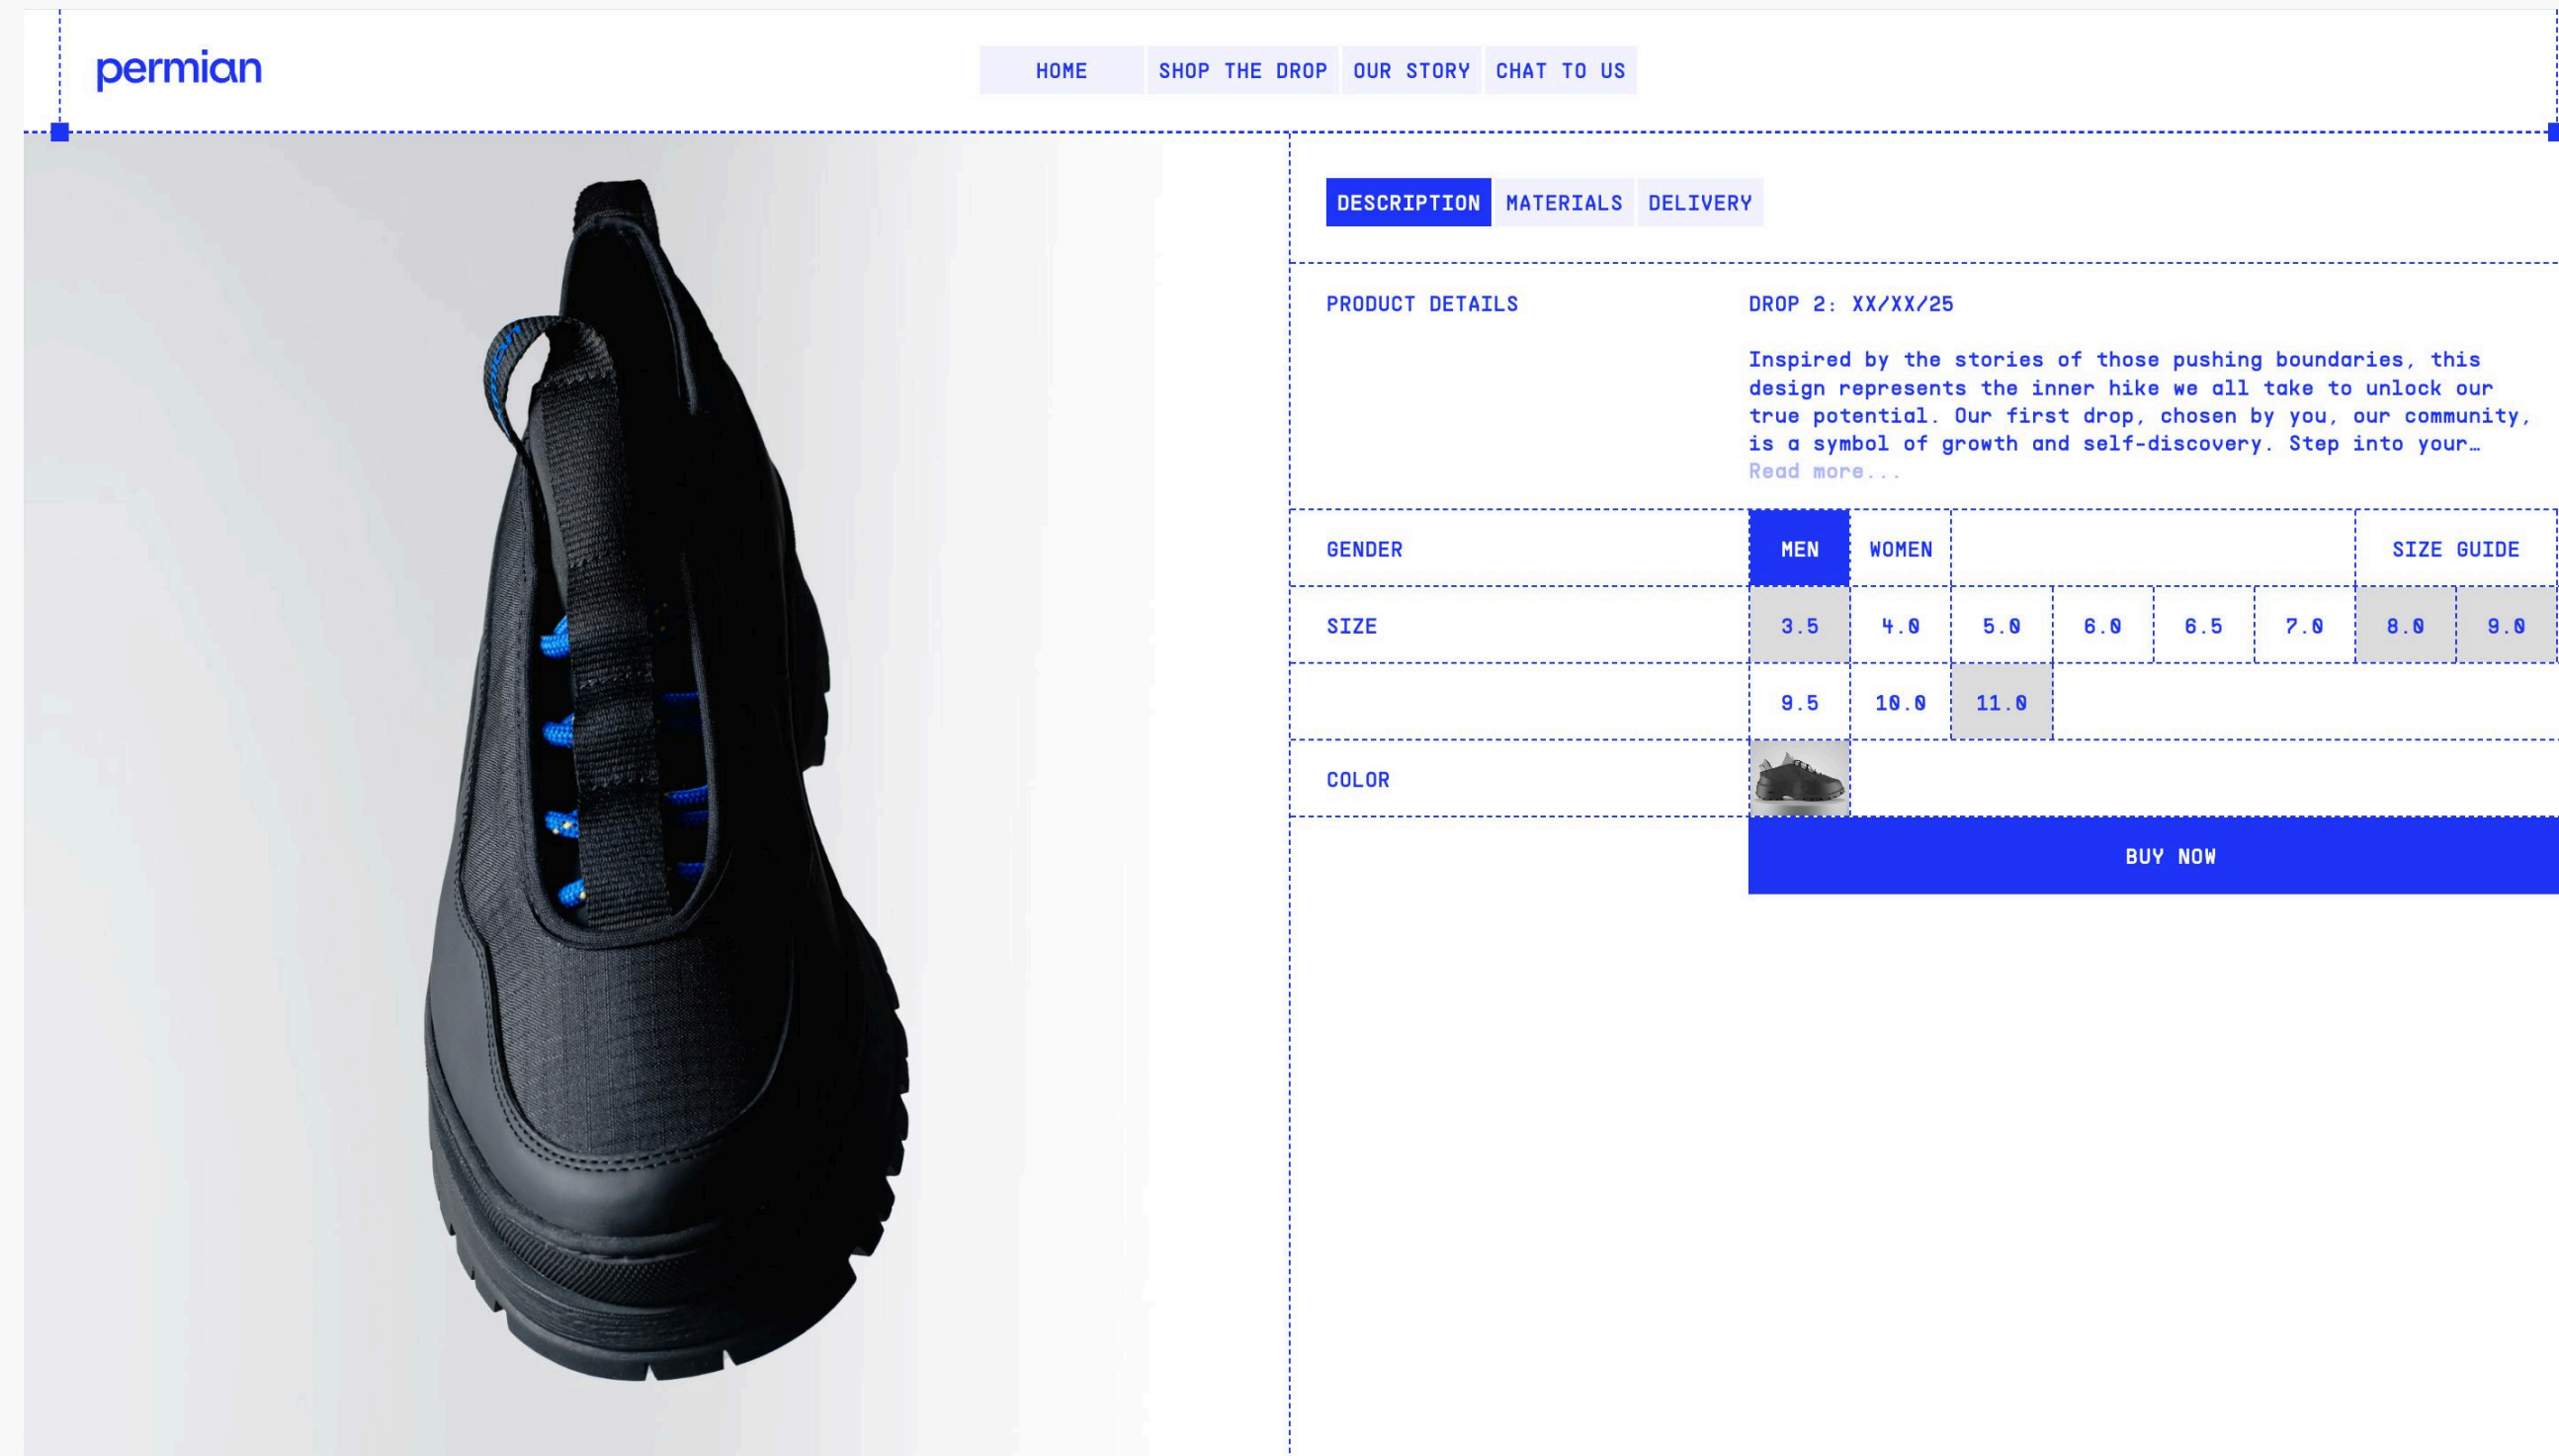 permian
HOME SHOP THE DROP OUR STORY CHAT TO US
DESCRIPTION MATERIALS DELIVERY
PRODUCT DETAILS
DROP 2: XX/XX/25
Inspired by the stories of those pushing boundaries, this
design represents the inner hike we all take to unlock our
true potential. Our first drop, chosen by you, our community,
is a symbol of growth and self-discovery. Step into your…
Read more...
GENDER MEN WOMEN SIZE GUIDE
SIZE 3.5 4.0 5.0 6.0 6.5 7.0 8.0 9.0
9.5 10.0 11.0
COLOR
BUY NOW